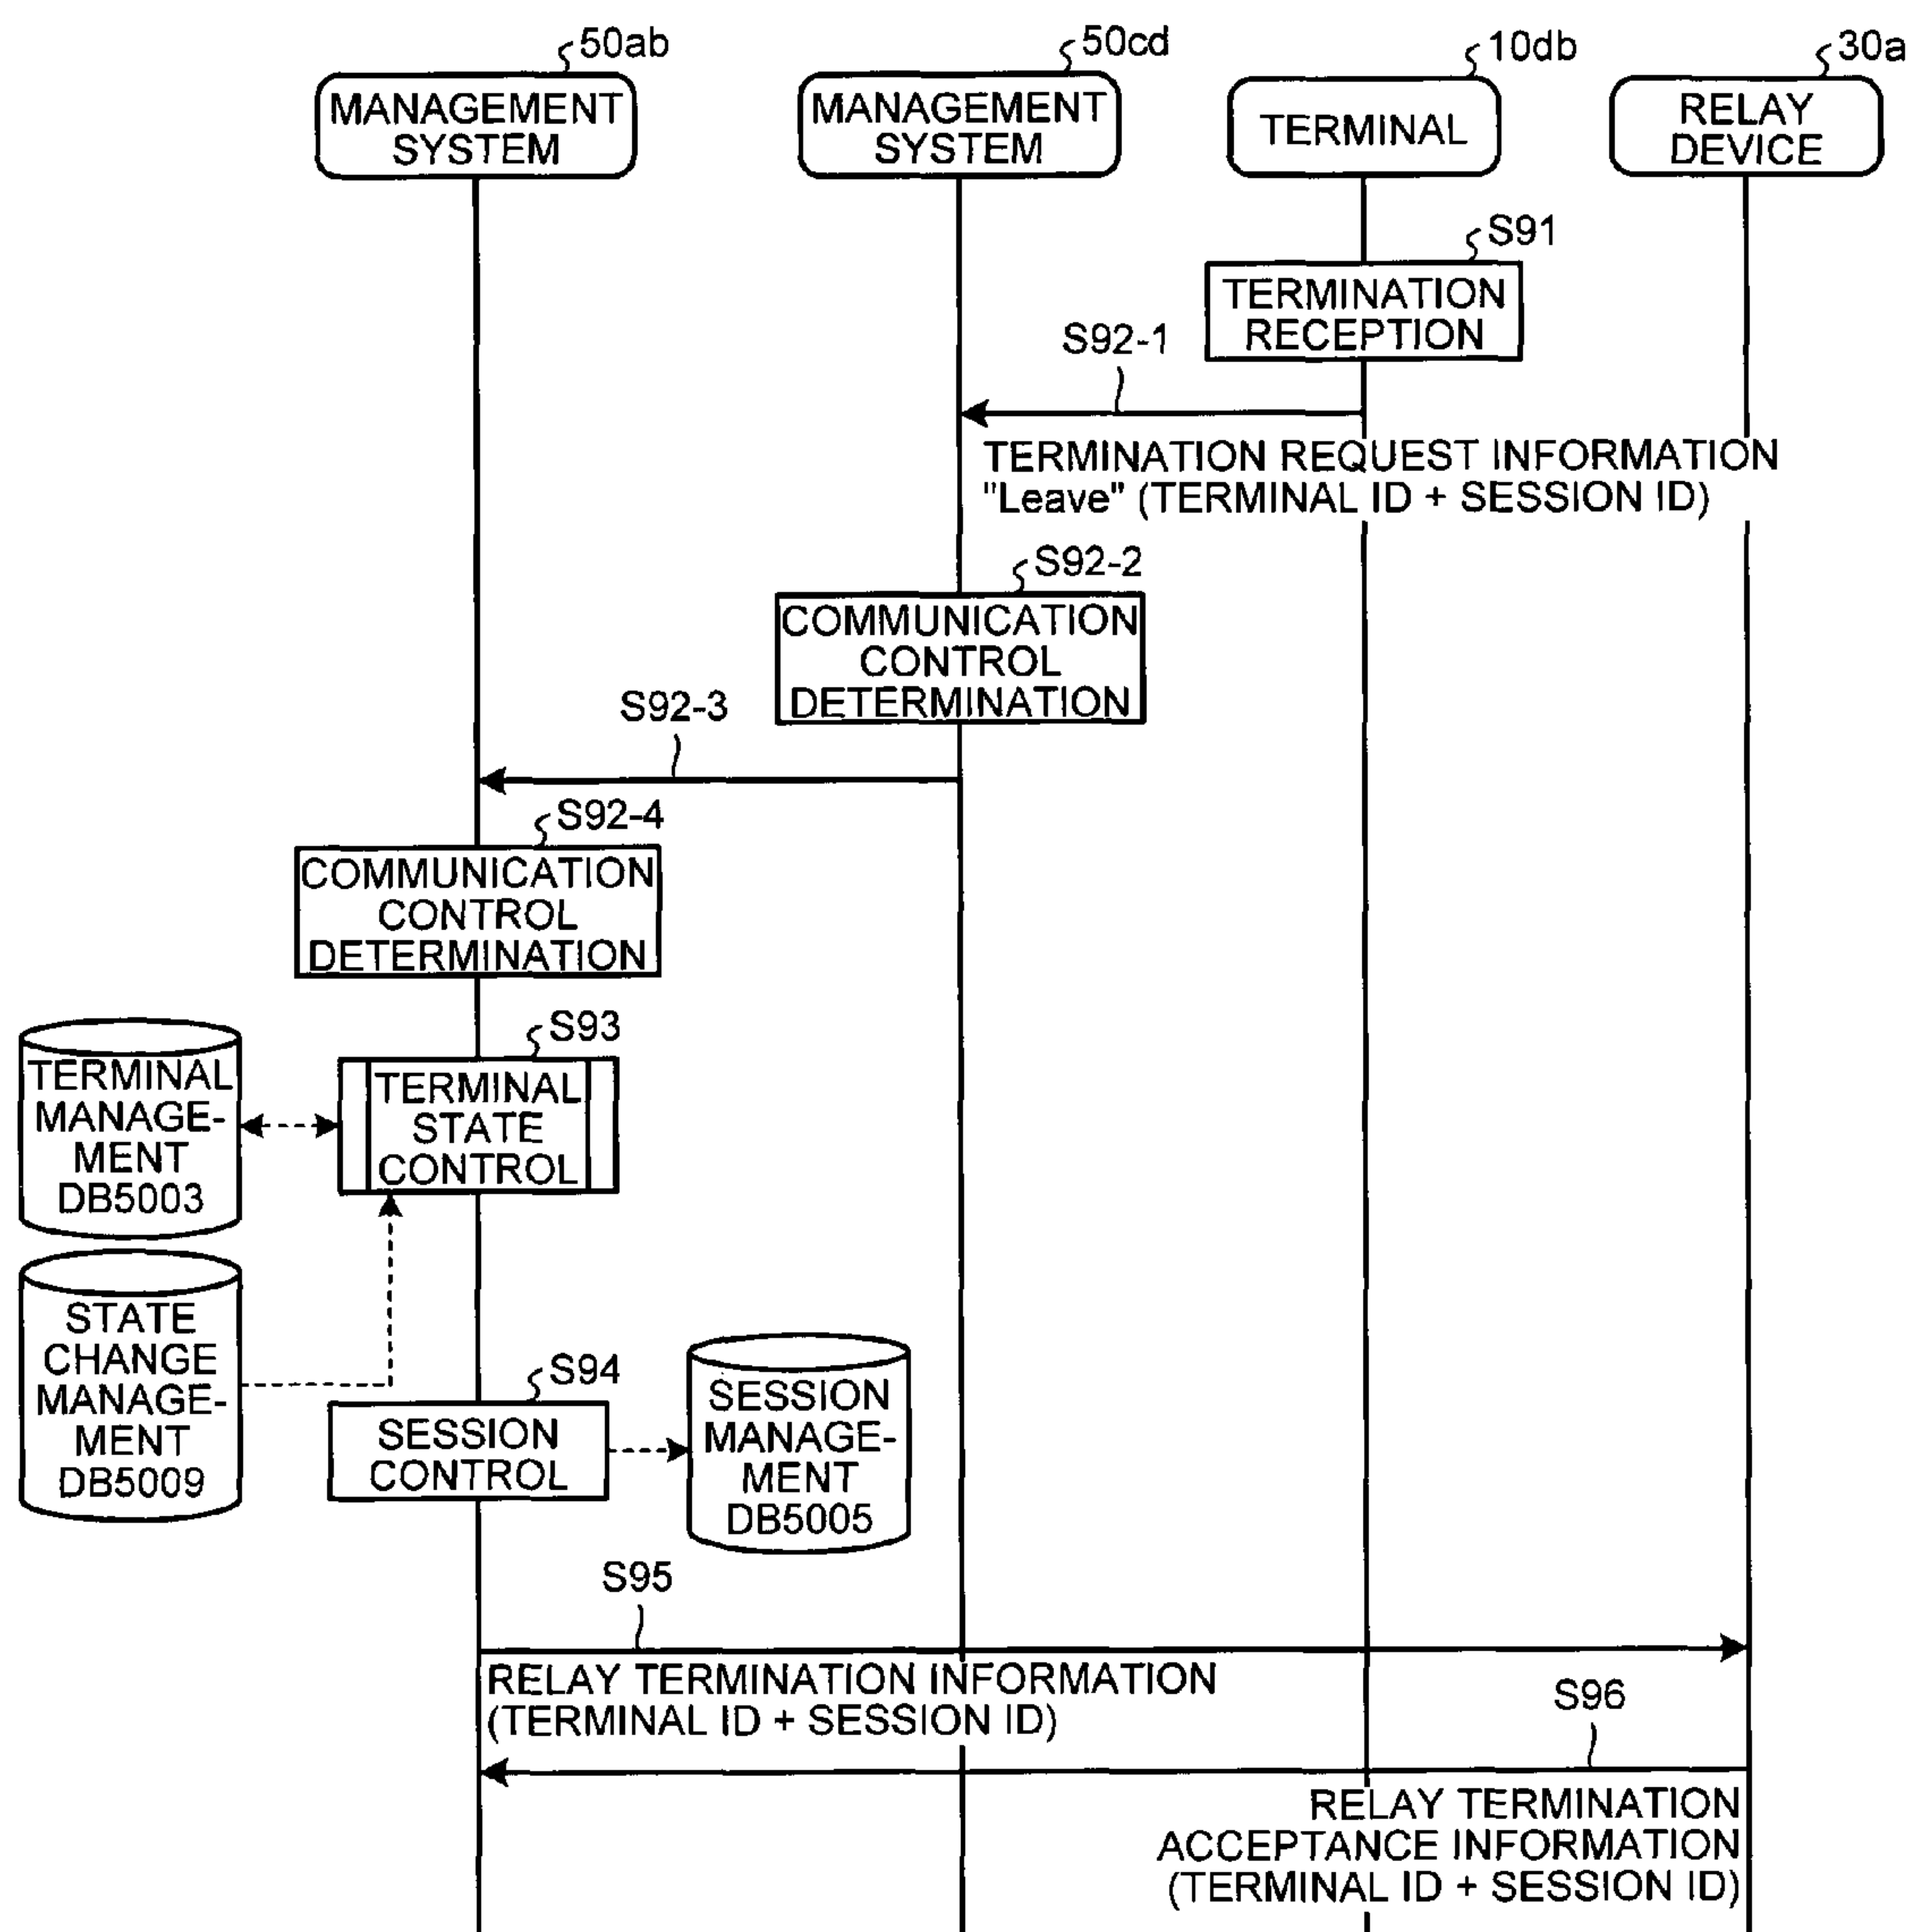 50ab
50cd
10db
30a
MANAGEMENT
SYSTEM
MANAGEMENT
SYSTEM
TERMINAL
RELAY
DEVICE
S91
TERMINATION
RECEPTION
S92-1
TERMINATION REQUEST INFORMATION
"Leave" (TERMINAL ID + SESSION ID)
S92-2
COMMUNICATION
CONTROL
DETERMINATION
S92-3
S92-4
COMMUNICATION
CONTROL
DETERMINATION
S93
TERMINAL
MANAGE-
MENT
DB5003
TERMINAL
STATE
CONTROL
STATE
CHANGE
MANAGE-
MENT
DB5009
S94
SESSION
CONTROL
SESSION
MANAGE-
MENT
DB5005
S95
RELAY TERMINATION INFORMATION
(TERMINAL ID + SESSION ID)
S96
RELAY TERMINATION
ACCEPTANCE INFORMATION
(TERMINAL ID + SESSION ID)